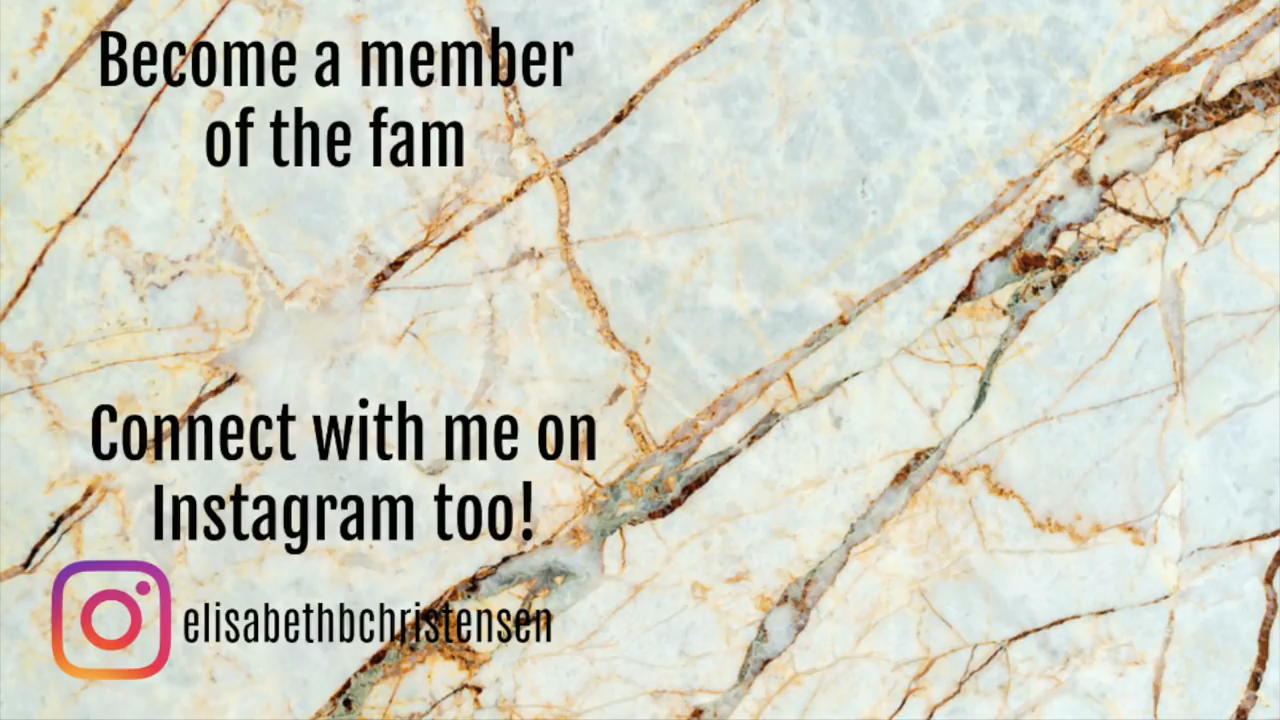 Become a member
of the fam
Connect with me on
Instagram too!
elisabethbchristensen